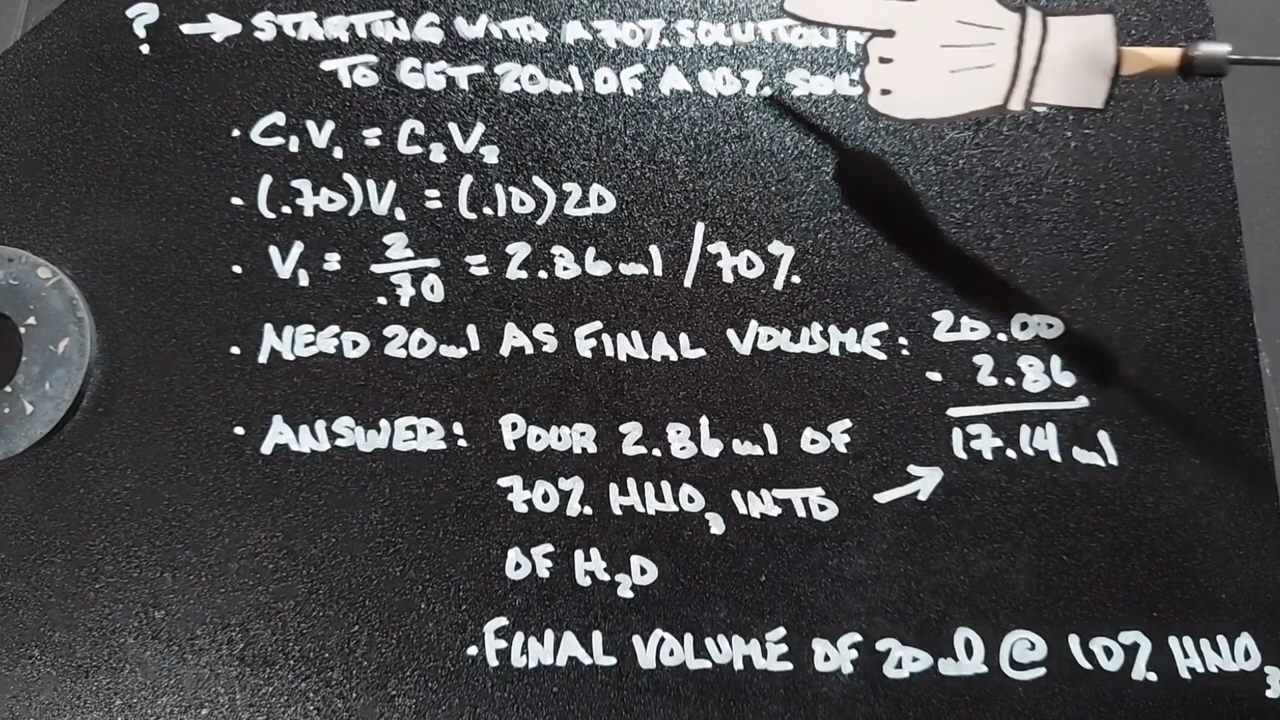 ? → STARTING WITH A 70% SOLUTION
TO GET 20ml OF A 10% SOL
· C₁V₁ = C₂V₂
· (.70)V₁ = (.10)20
· V₁ = 2/.70 = 2.86ml / 70%
· NEED 20ml AS FINAL VOLUME: 20.00
- 2.86
17.14 ml
· ANSWER: POUR 2.86ml OF
70% HNO₃ INTO →
OF H₂O
· FINAL VOLUME OF 20ml @ 10% HNO₃